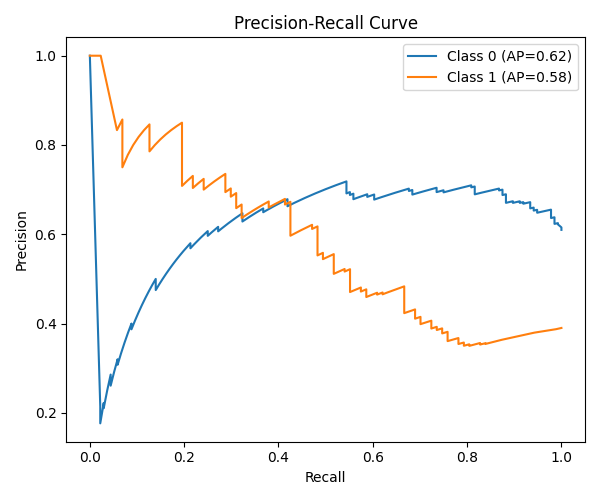 Precision-Recall Curve
Class 0 (AP=0.62)
Class 1 (AP=0.58)
Precision
1.0
0.8
0.6
0.4
0.2
0.0 0.2 0.4 0.6 0.8 1.0
Recall